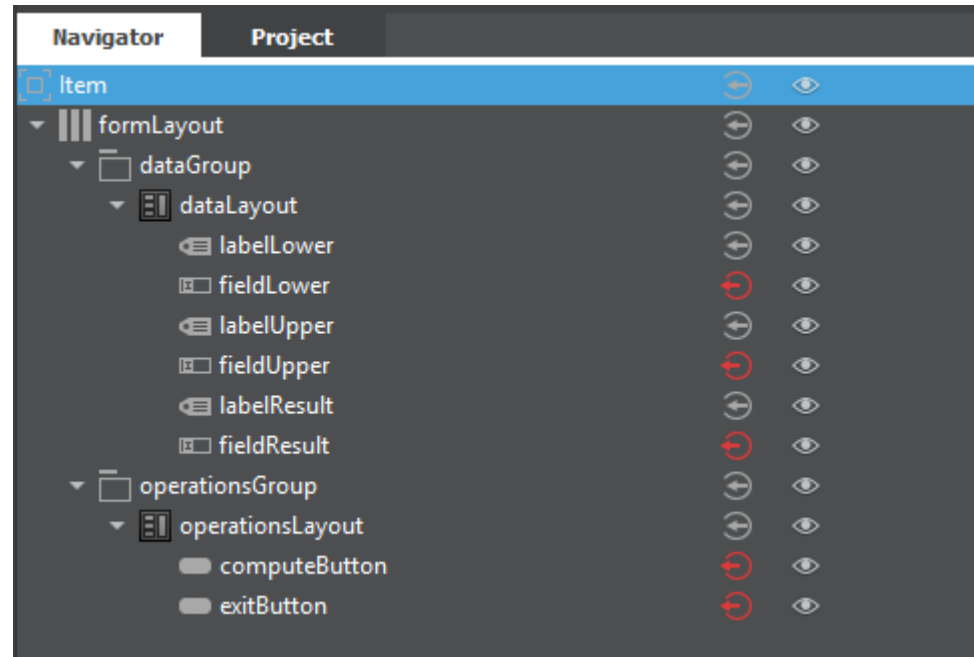 Navigator Project
Item
formLayout
dataGroup
dataLayout
labelLower
fieldLower
labelUpper
fieldUpper
labelResult
fieldResult
operationsGroup
operationsLayout
computeButton
exitButton